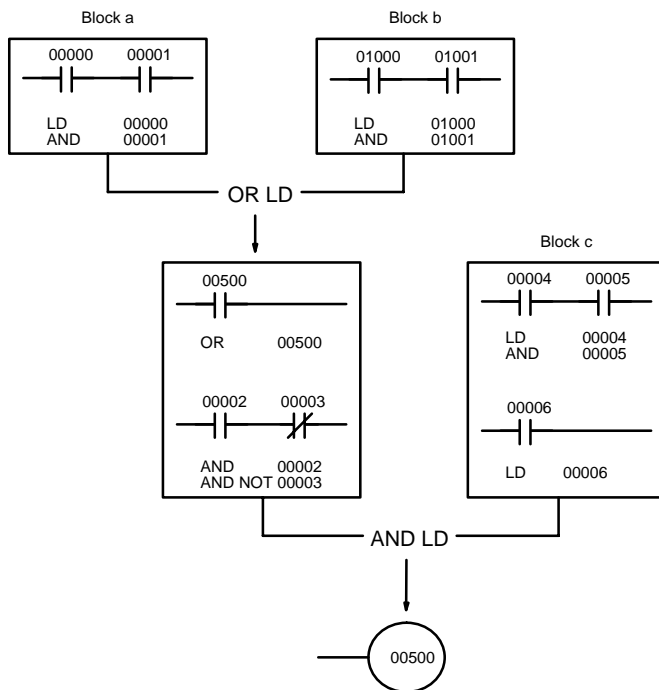 Block a
Block b
00000 00001
01000 01001
LD 00000
AND 00001
LD 01000
AND 01001
OR LD
Block c
00500
OR 00500
00002 00003
AND 00002
AND NOT 00003
00004 00005
LD 00004
AND 00005
00006
LD 00006
AND LD
00500